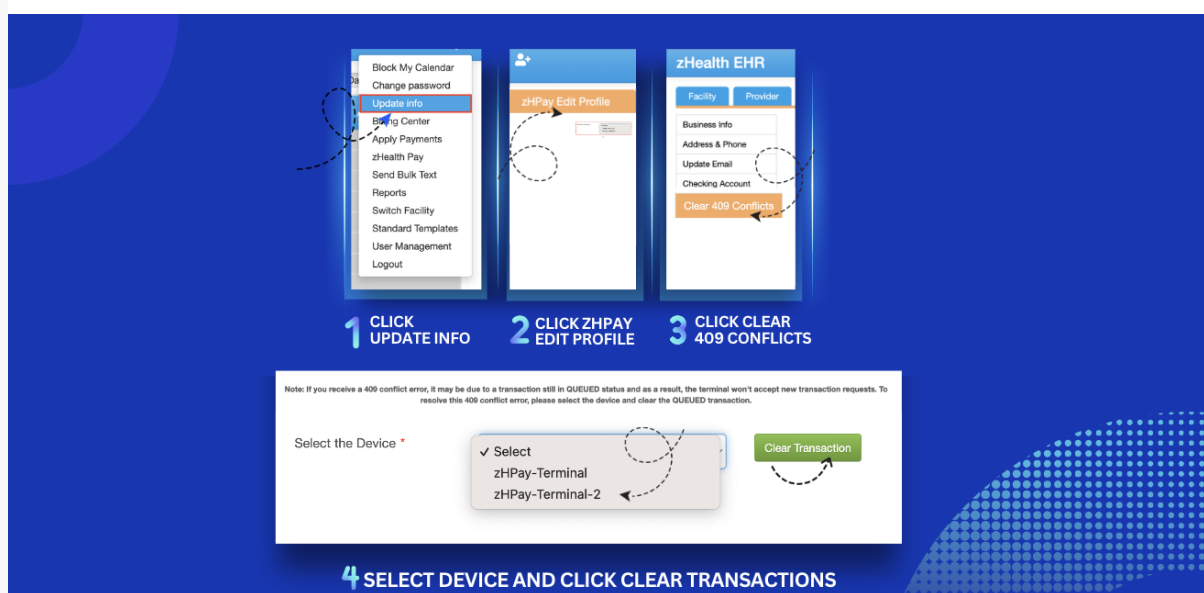 Block My Calendar
Change password
Update info
Billing Center
Apply Payments
zHealth Pay
Send Bulk Text
Reports
Switch Facility
Standard Templates
User Management
Logout
1 CLICK
UPDATE INFO
zHPay Edit Profile
2 CLICK ZHPAY
EDIT PROFILE
zHealth EHR
Facility Provider
Business Info
Address & Phone
Update Email
Checking Account
Clear 409 Conflicts
3 CLICK CLEAR
409 CONFLICTS
Note: If you receive a 409 conflict error, it may be due to a transaction still in QUEUED status and as a result, the terminal won't accept new transaction requests. To
resolve this 409 conflict error, please select the device and clear the QUEUED transaction.
Select the Device *
✓ Select
zHPay-Terminal
zHPay-Terminal-2
Clear Transaction
4 SELECT DEVICE AND CLICK CLEAR TRANSACTIONS